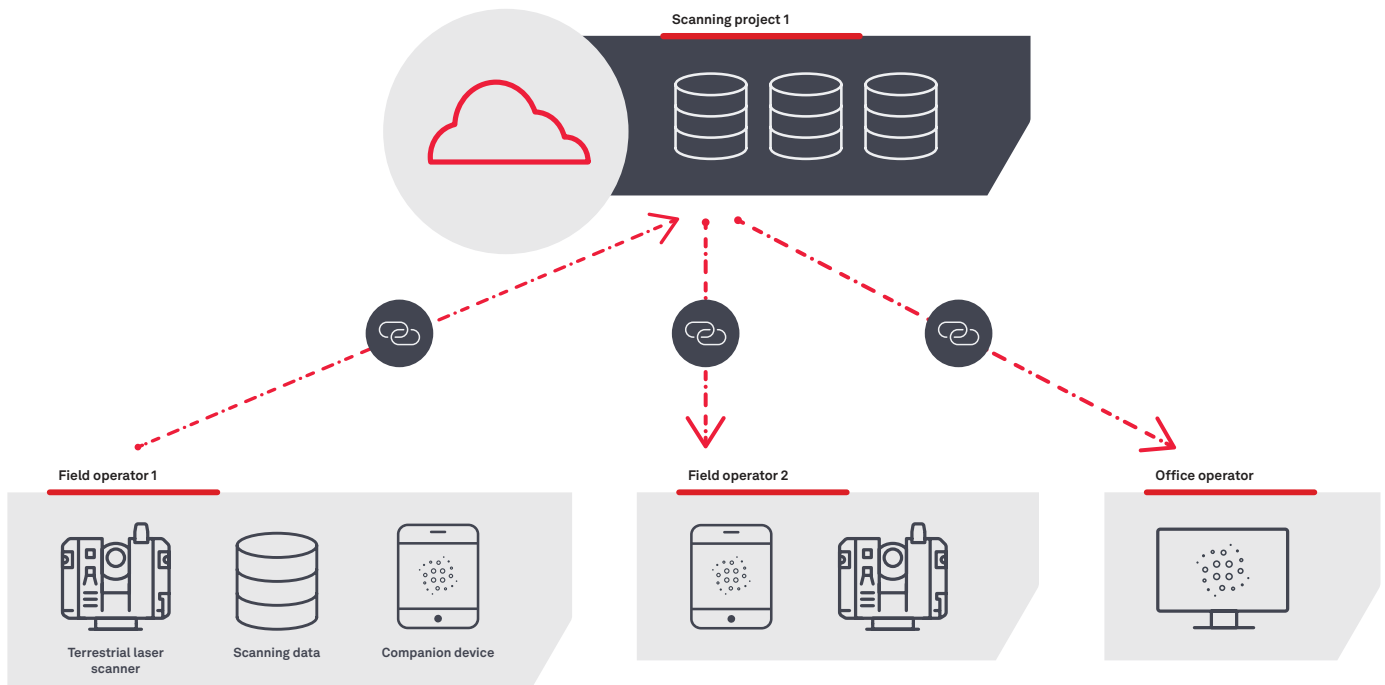 Scanning project 1
Field operator 1
Field operator 2
Office operator
Terrestrial laser
scanner
Scanning data
Companion device